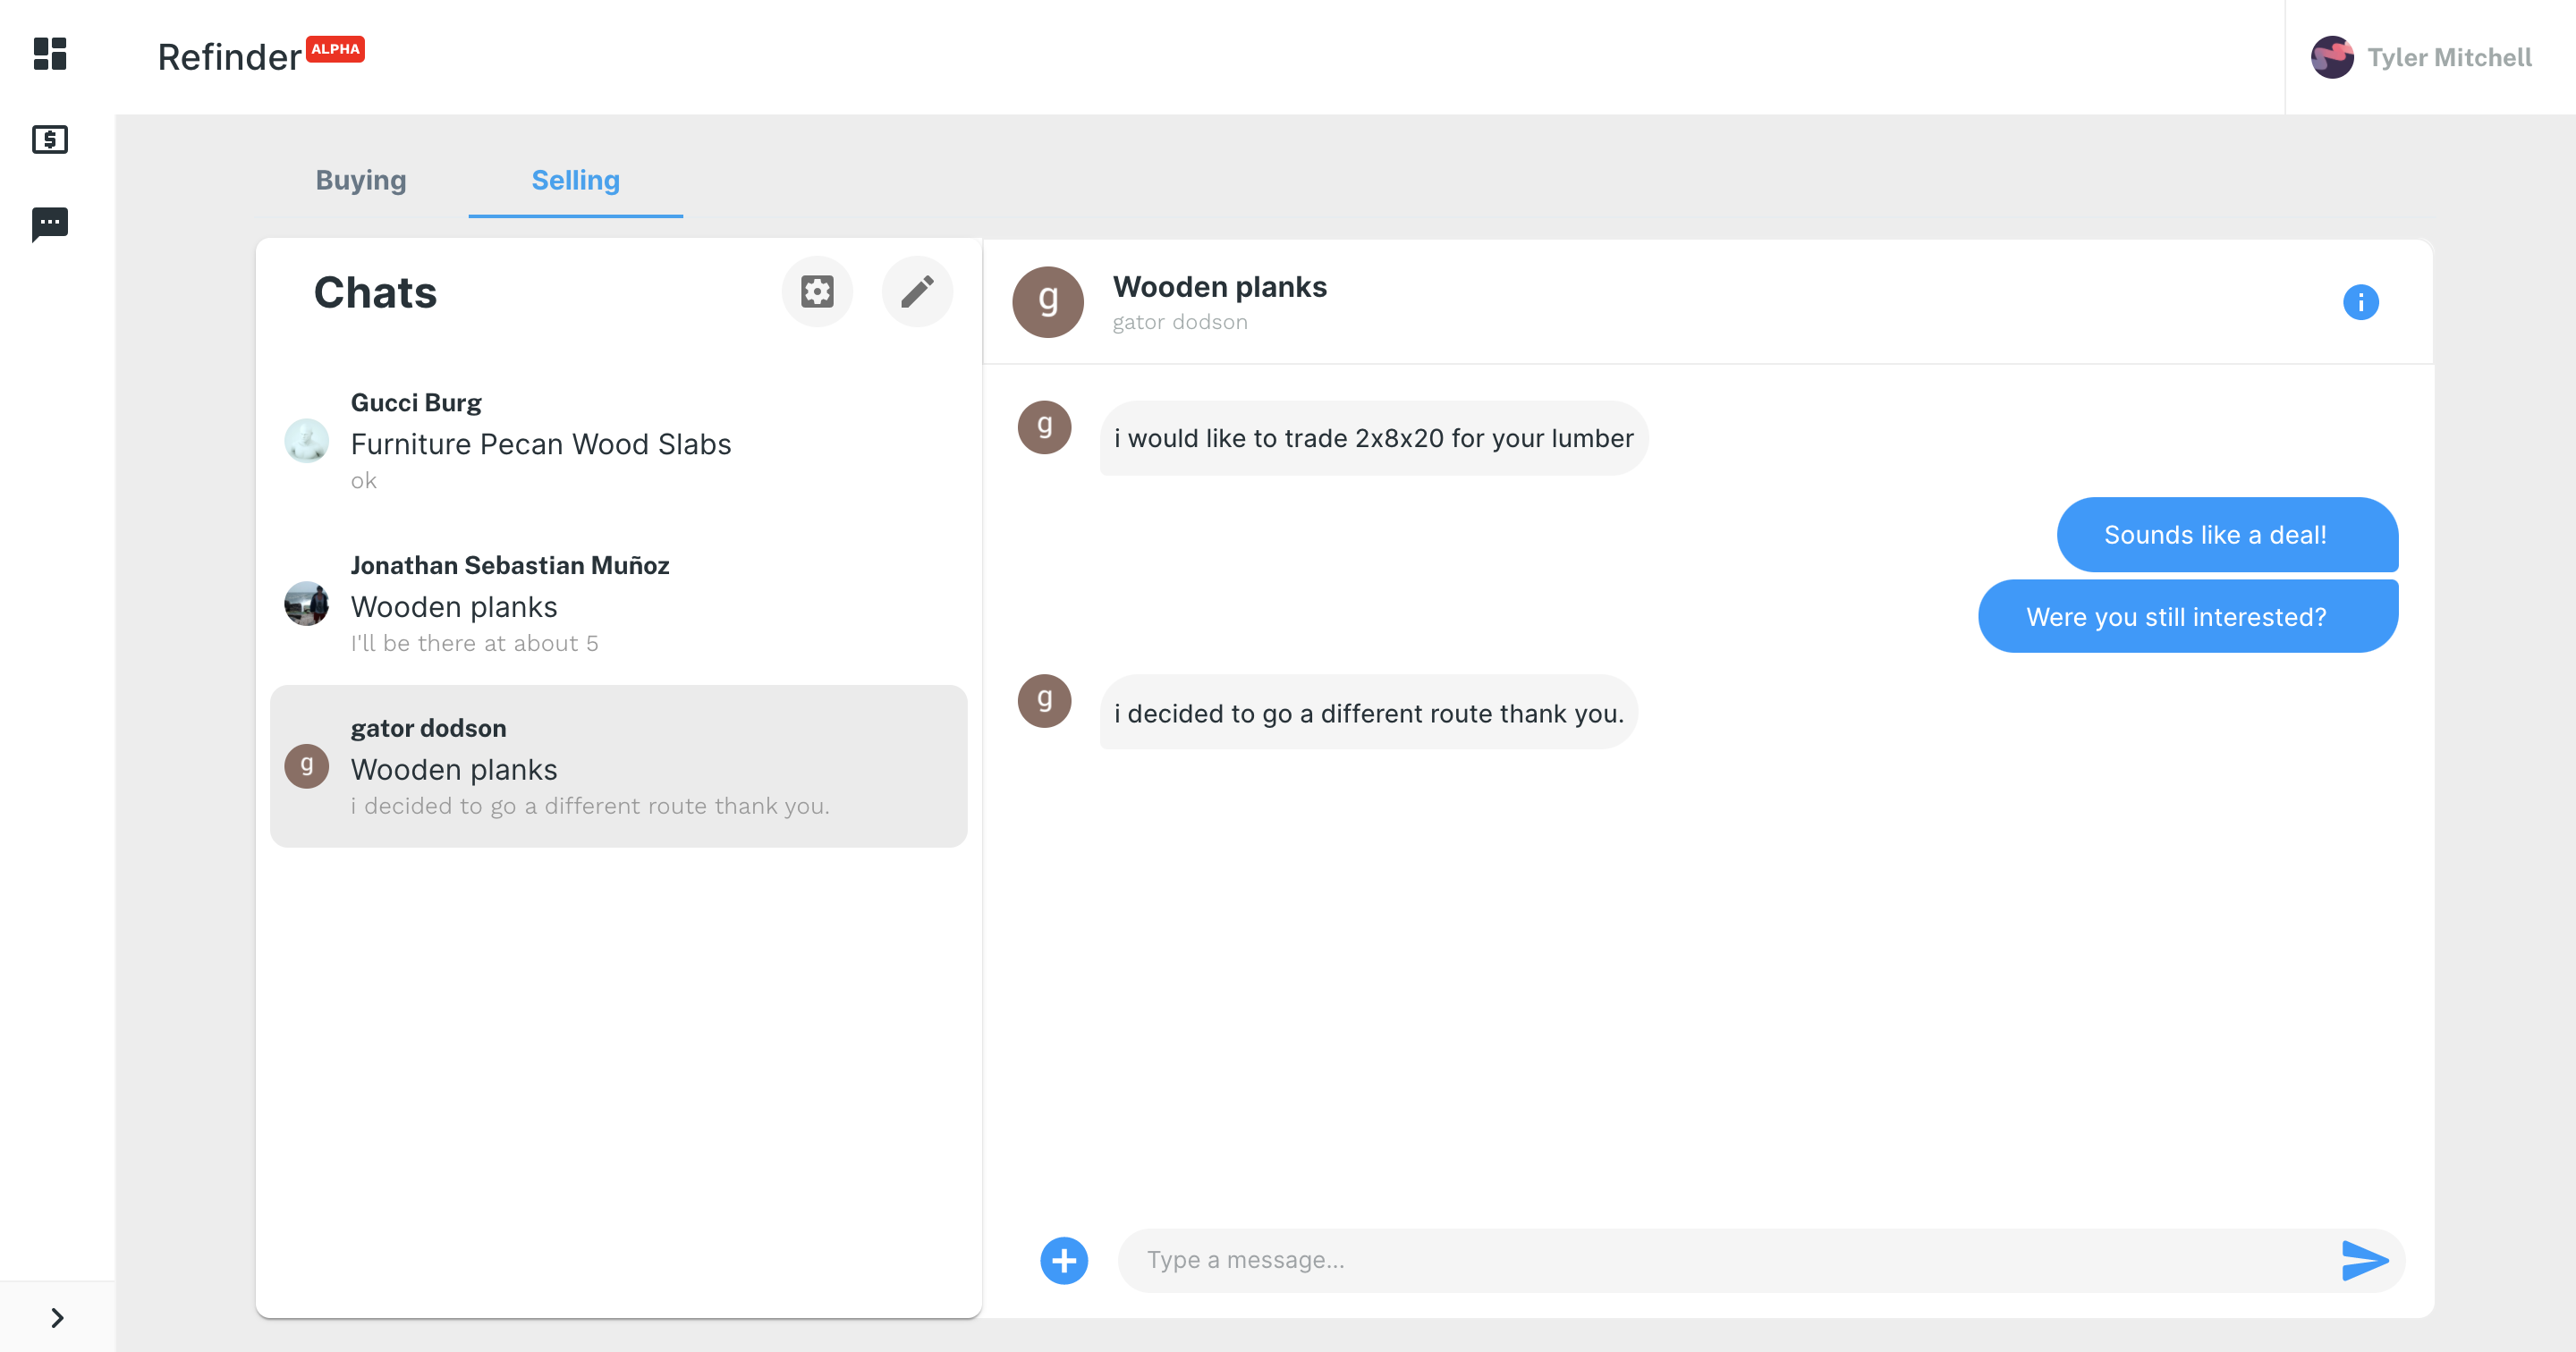 Refinder ALPHA
Tyler Mitchell
Buying
Selling
Chats
Gucci Burg
Furniture Pecan Wood Slabs
ok
Jonathan Sebastian Muñoz
Wooden planks
I'll be there at about 5
g
gator dodson
Wooden planks
i decided to go a different route thank you.
g
Wooden planks
gator dodson
g
i would like to trade 2x8x20 for your lumber
Sounds like a deal!
Were you still interested?
g
i decided to go a different route thank you.
Type a message...